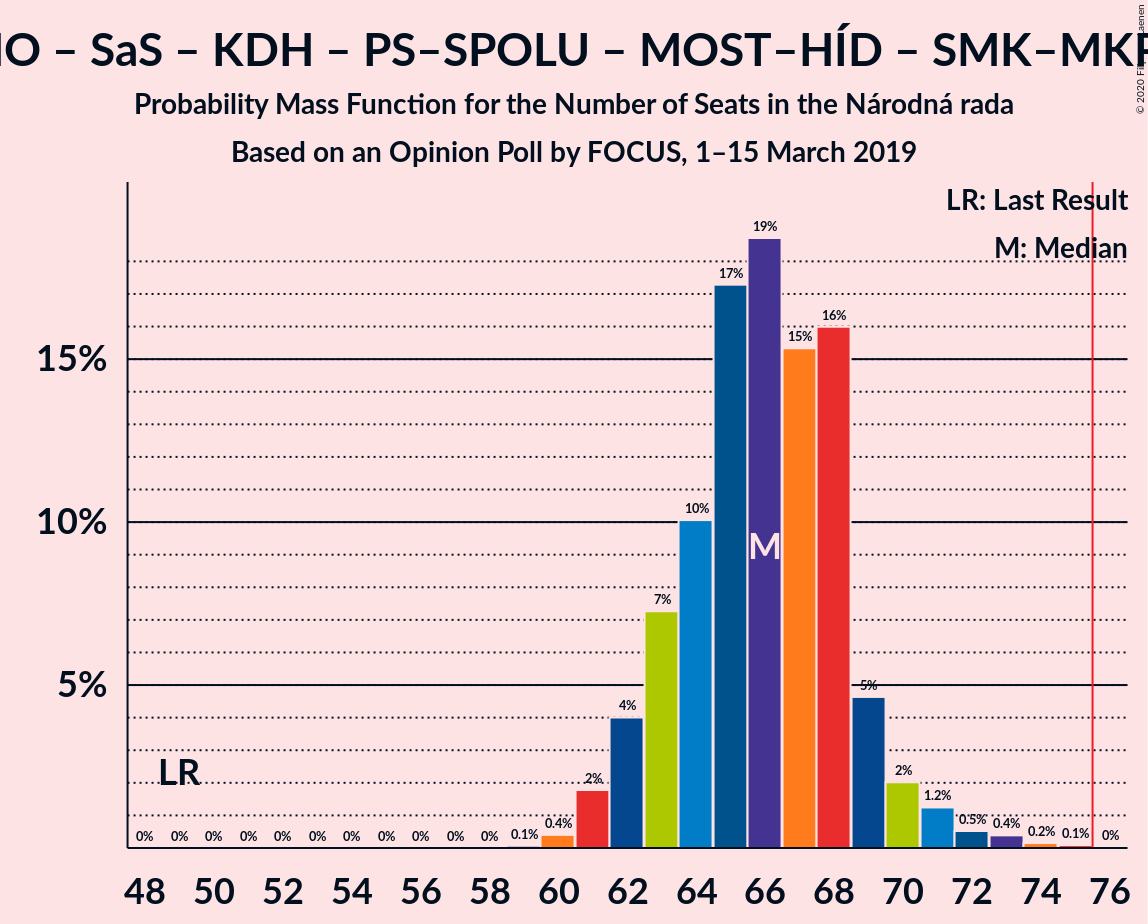 – SaS – KDH – PS–SPOLU – MOST–HÍD –
Probability Mass Function for the Number of Seats in the Národná rada
Based on an Opinion Poll by FOCUS, 1–15 March 2019
© 2020
LR: Last Result
M: Median
19%
17%
16%
15%
15%
10%
10%
M
7%
5%
5%
4%
LR
2%
2%
1.2%
0% 0% 0% 0% 0% 0% 0% 0% 0% 0% 0% 0.1% 0.4% 0.5% 0.4% 0.2% 0.1% 0%
48 50 52 54 56 58 60 62 64 66 68 70 72 74 76